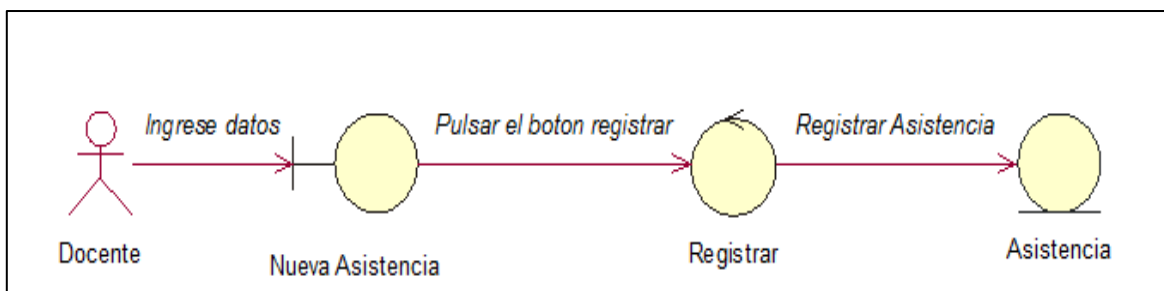 Ingrese datos
Pulsar el boton registrar
Registrar Asistencia
Docente
Nueva Asistencia
Registrar
Asistencia